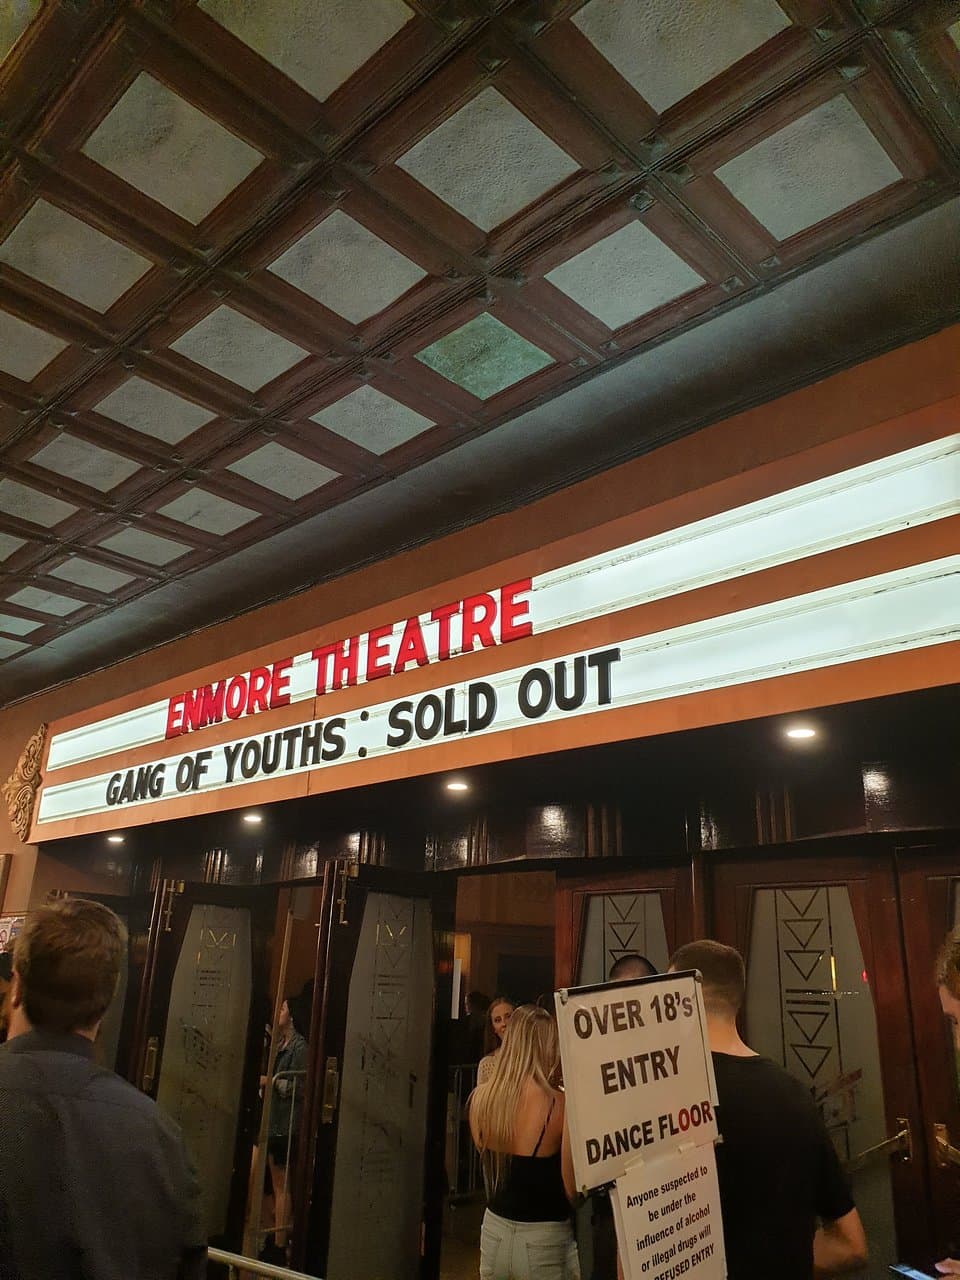 ENMORE THEATRE
GANG OF YOUTHS : SOLD OUT
OVER 18's
ENTRY
DANCE FLOOR
Anyone suspected to
be under the
influence of alcohol
or illegal drugs will
REFUSED ENTRY